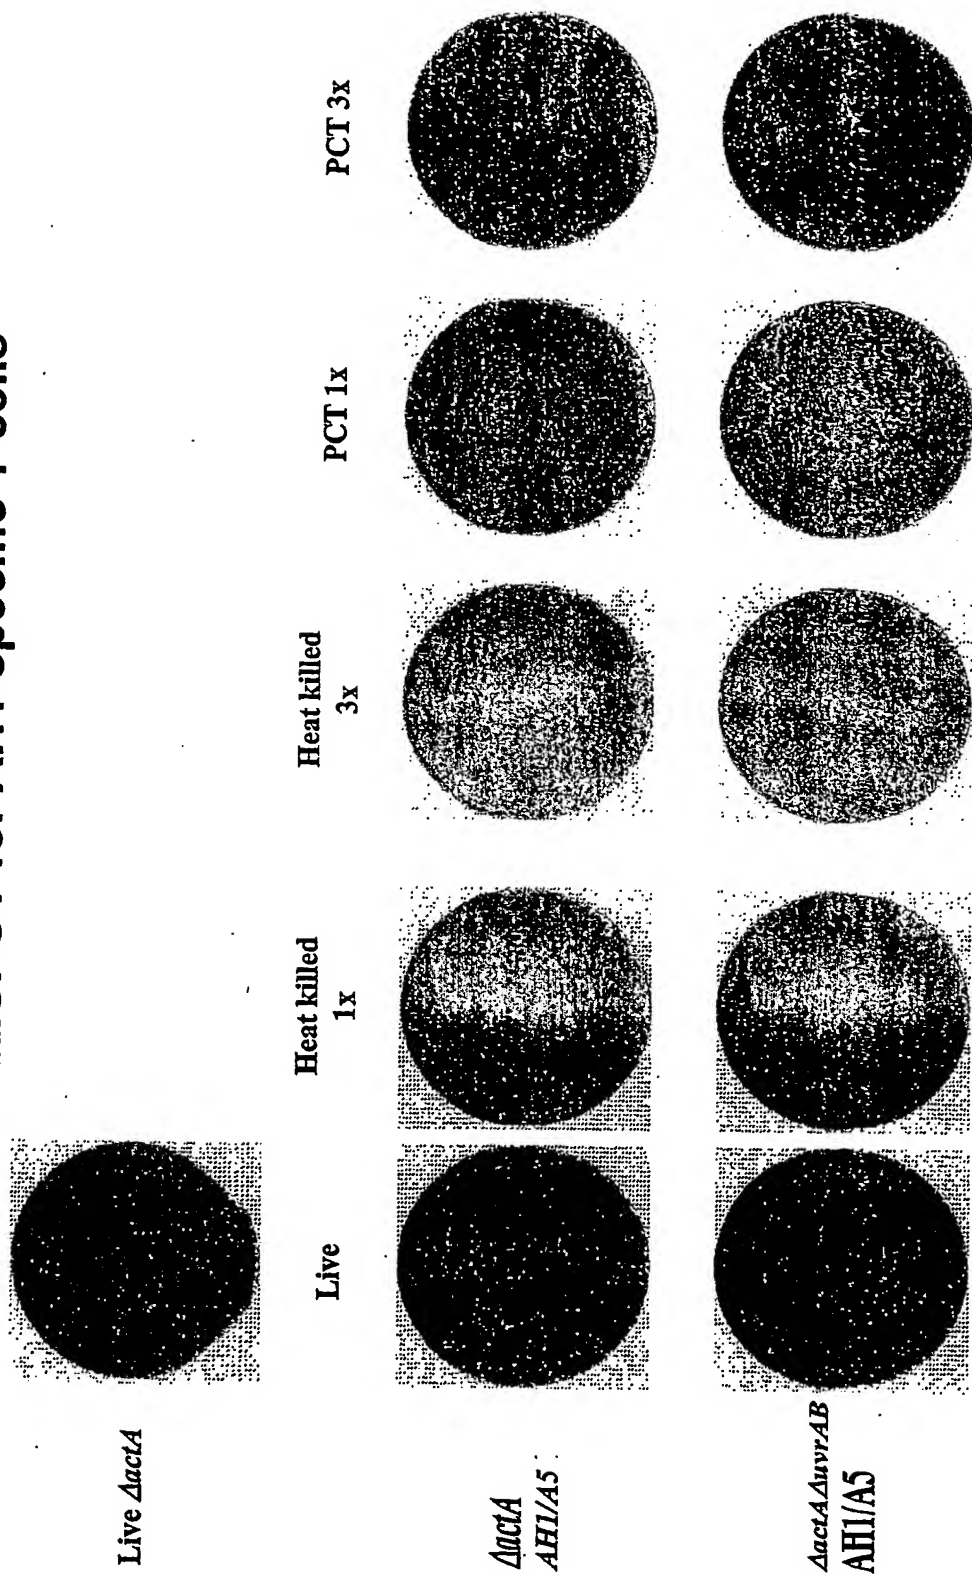 AH1 specific T cells
Live ΔactA
Live
Heat killed
1x
Heat killed
3x
PCT 1x
PCT 3x
ΔactA
AH1/A5
ΔactAΔuvrAB
AH1/A5